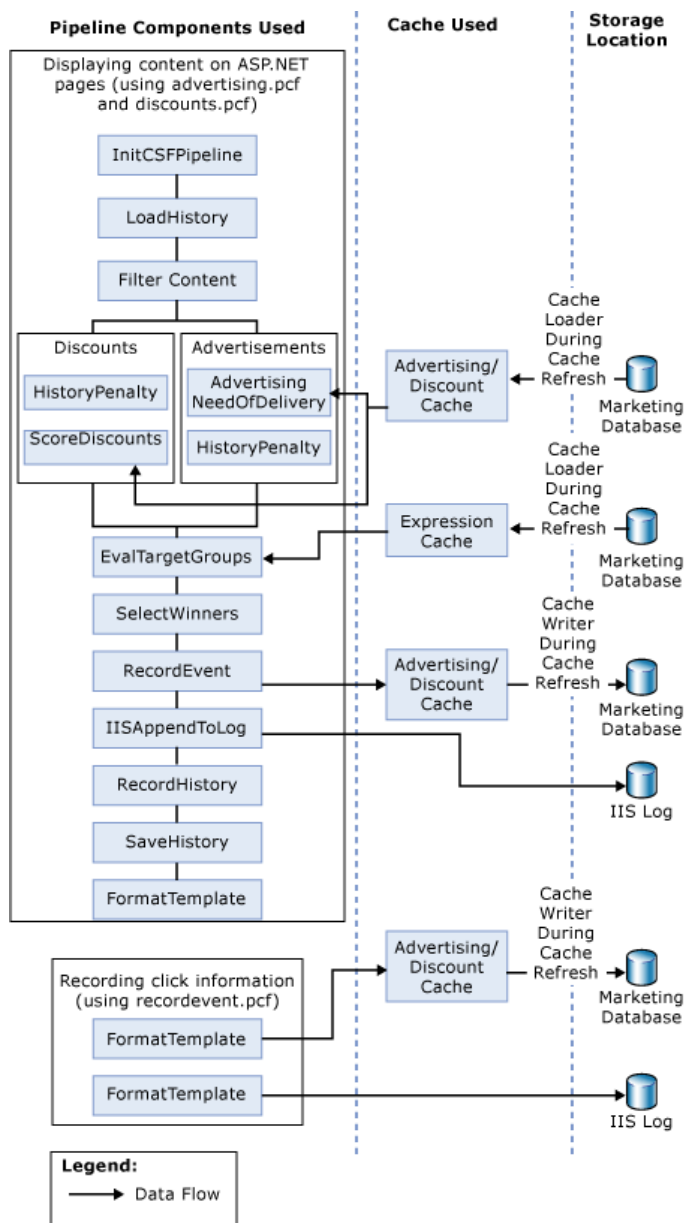 Pipeline Components Used
Cache Used
Storage
Location
Displaying content on ASP.NET
pages (using advertising.pcf
and discounts.pcf)
InitCSFPipeline
LoadHistory
Filter Content
Discounts
HistoryPenalty
ScoreDiscounts
Advertisements
Advertising
NeedOfDelivery
HistoryPenalty
Advertising/
Discount
Cache
Cache
Loader
During
Cache
Refresh
Marketing
Database
EvalTargetGroups
Expression
Cache
Cache
Loader
During
Cache
Refresh
Marketing
Database
SelectWinners
RecordEvent
Advertising/
Discount
Cache
Cache
Writer
During
Cache
Refresh
Marketing
Database
IISAppendToLog
IIS Log
RecordHistory
SaveHistory
FormatTemplate
Recording click information
(using recordevent.pcf)
FormatTemplate
Advertising/
Discount
Cache
Cache
Writer
During
Cache
Refresh
Marketing
Database
FormatTemplate
IIS Log
Legend:
Data Flow